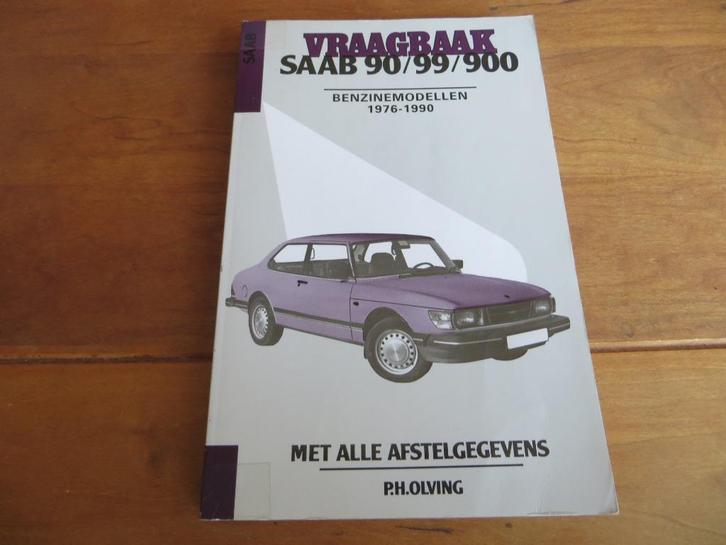 SAAB
VRAAGBAAK
SAAB 90/99/900
BENZINEMODELLEN
1976-1990
MET ALLE AFSTELGEGEVENS
P.H.OLVING